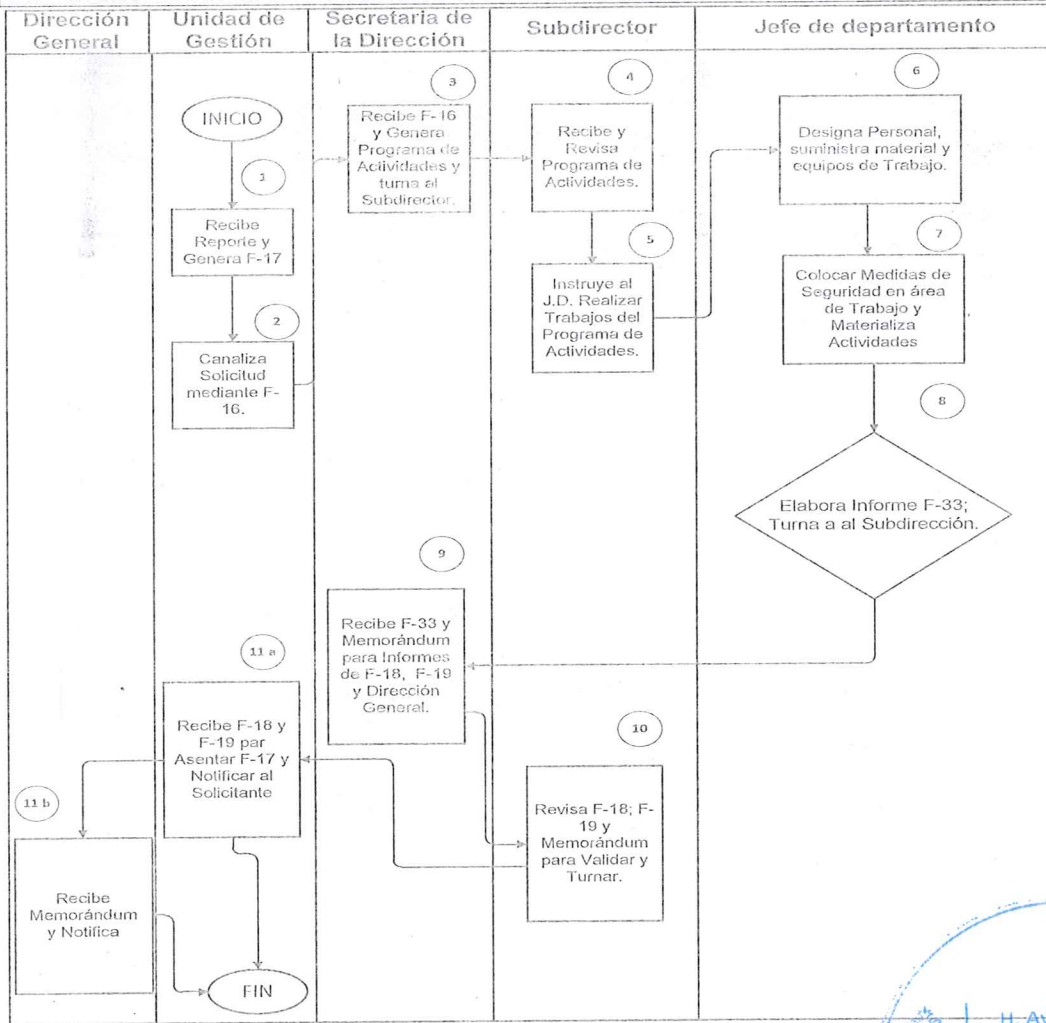 Dirección
General
Unidad de
Gestión
Secretaria de
la Dirección
Subdirector
Jefe de departamento
INICIO
1
Recibe
Reporte y
Genera F-17
2
Canaliza
Solicitud
mediante F-
16.
3
Recibe F-16
y Genera
Programa de
Actividades y
turna al
Subdirector.
4
Recibe y
Revisa
Programa de
Actividades.
5
Instruye al
J.D. Realizar
Trabajos del
Programa de
Actividades.
6
Designa Personal,
suministra material y
equipos de Trabajo.
7
Colocar Medidas de
Seguridad en área
de Trabajo y
Materializa
Actividades
8
Elabora Informe F-33;
Turna a al Subdirección.
9
Recibe F-33 y
Memorándum
para Informes
de F-18, F-19
y Dirección
General.
10
Revisa F-18; F-
19 y
Memorándum
para Validar y
Turnar.
11 a
Recibe F-18 y
F-19 par
Asentar F-17 y
Notificar al
Solicitante
11 b
Recibe
Memorándum
y Notifica
FIN